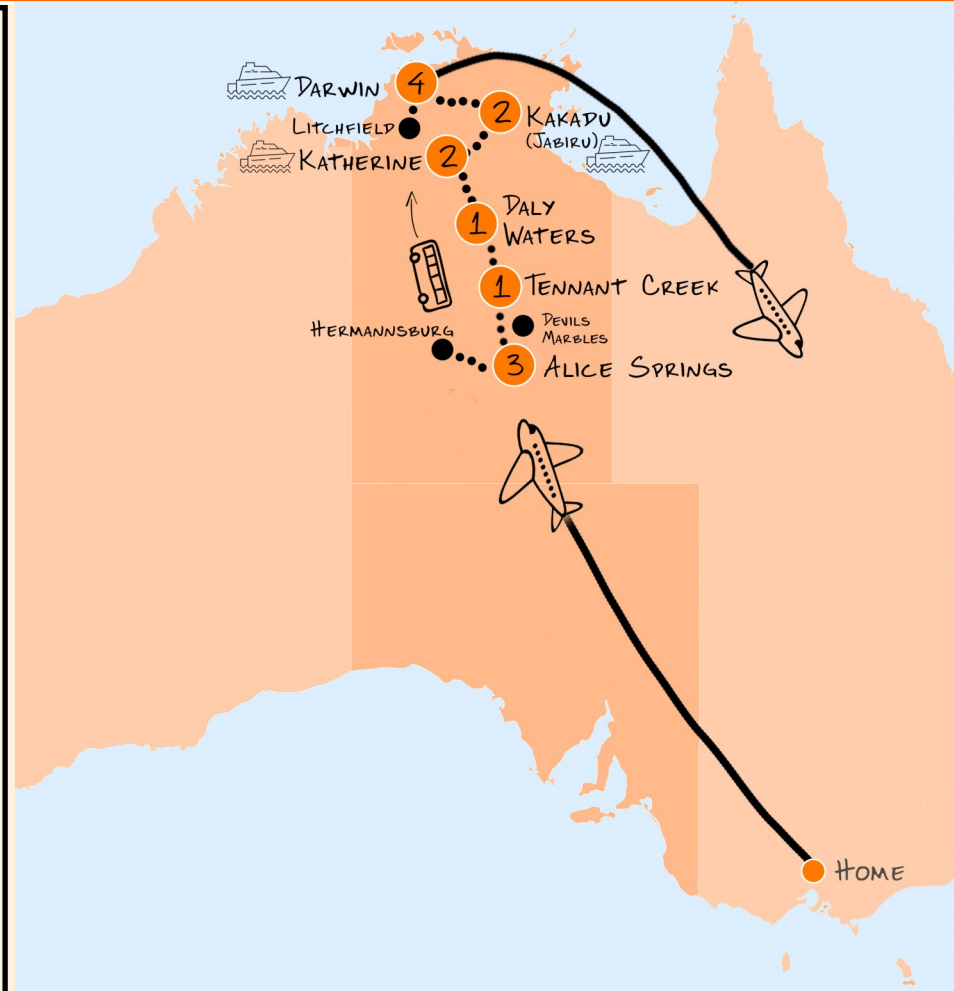 4
DARWIN
2
KAKADU
(JABIRU)
LITCHFIELD
KATHERINE
2
1
DALY
WATERS
1
TENNANT CREEK
HERMANNSBURG
DEVILS
MARBLES
3
ALICE SPRINGS
HOME